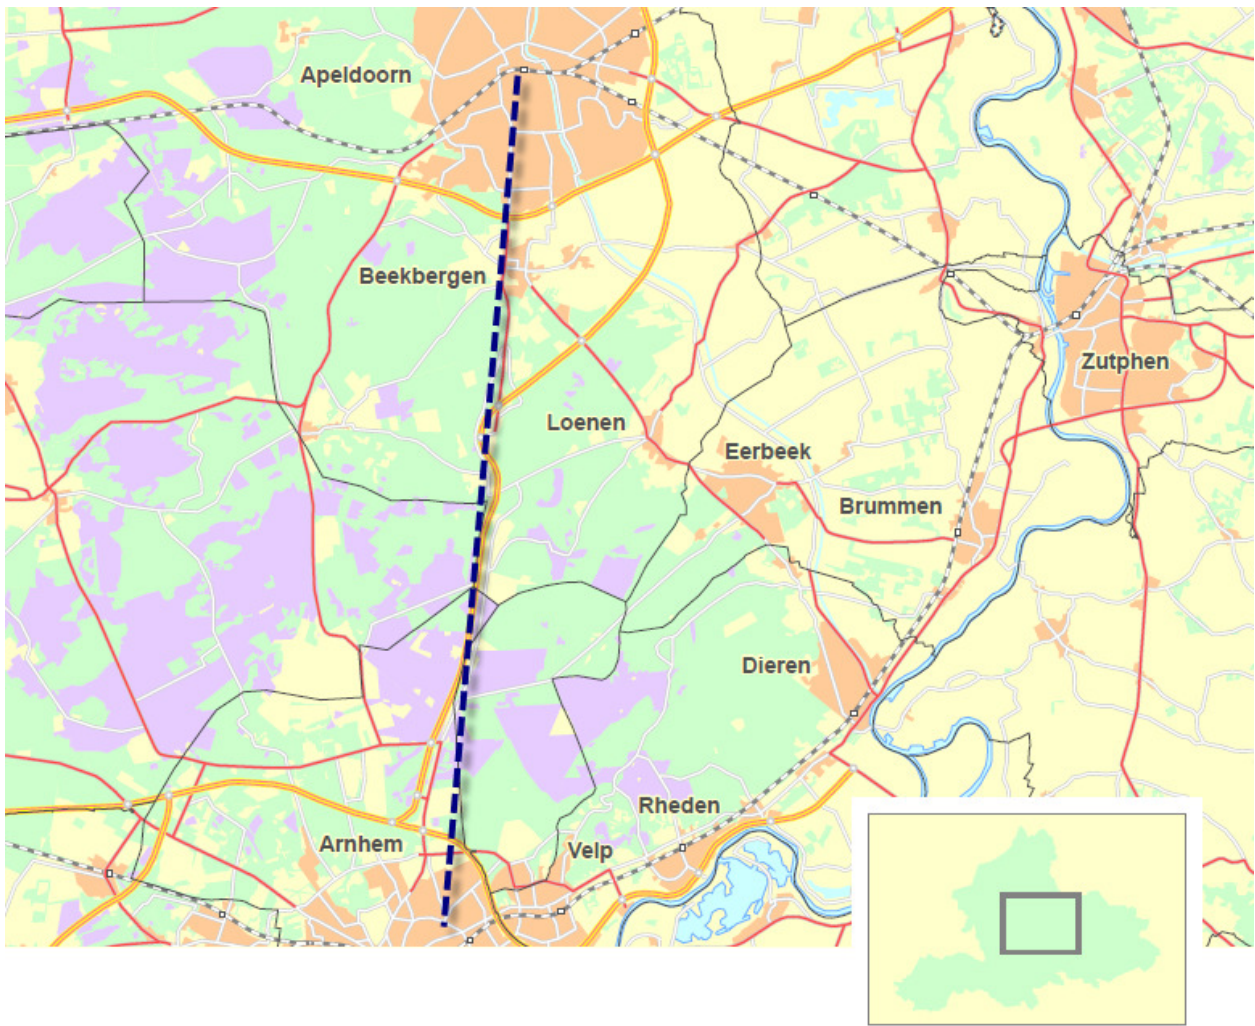 Apeldoorn
Beekbergen
Zutphen
Loenen
Eerbeek
Brummen
Dieren
Rheden
Arnhem
Velp